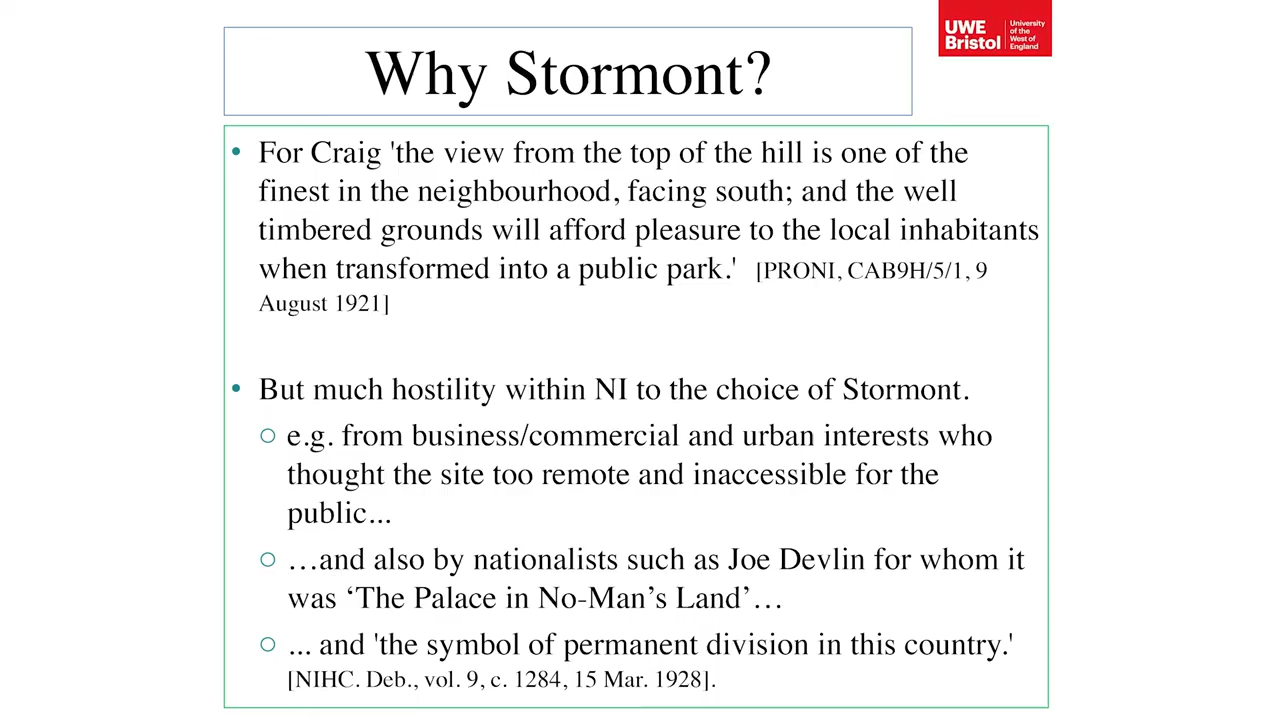 UWE Bristol
University of the West of England
Why Stormont?
• For Craig 'the view from the top of the hill is one of the
finest in the neighbourhood, facing south; and the well
timbered grounds will afford pleasure to the local inhabitants
when transformed into a public park.' [PRONI, CAB9H/5/1, 9
August 1921]
• But much hostility within NI to the choice of Stormont.
○ e.g. from business/commercial and urban interests who
thought the site too remote and inaccessible for the
public...
○ …and also by nationalists such as Joe Devlin for whom it
was ‘The Palace in No-Man’s Land’…
○ ... and 'the symbol of permanent division in this country.'
[NIHC. Deb., vol. 9, c. 1284, 15 Mar. 1928].